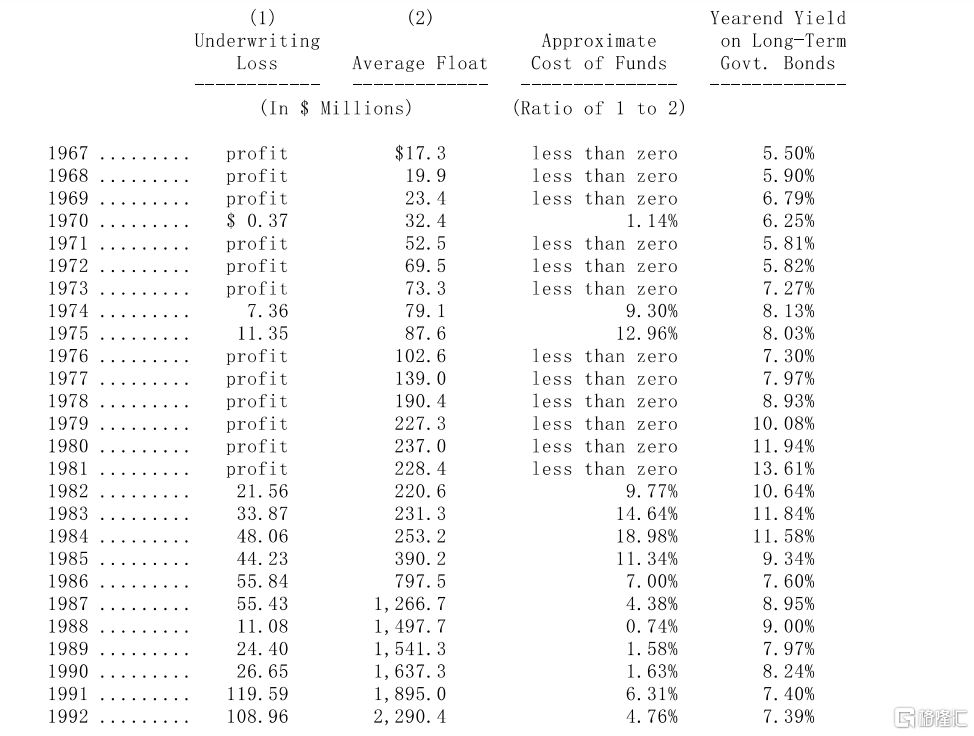 (1) (2) Yearend Yield
Underwriting Approximate on Long-Term
Loss Average Float Cost of Funds Govt. Bonds
------------ ------------- --------------- -------------
(In $ Millions) (Ratio of 1 to 2)
1967 ......... profit $17.3 less than zero 5.50%
1968 ......... profit 19.9 less than zero 5.90%
1969 ......... profit 23.4 less than zero 6.79%
1970 ......... $ 0.37 32.4 1.14% 6.25%
1971 ......... profit 52.5 less than zero 5.81%
1972 ......... profit 69.5 less than zero 5.82%
1973 ......... profit 73.3 less than zero 7.27%
1974 ......... 7.36 79.1 9.30% 8.13%
1975 ......... 11.35 87.6 12.96% 8.03%
1976 ......... profit 102.6 less than zero 7.30%
1977 ......... profit 139.0 less than zero 7.97%
1978 ......... profit 190.4 less than zero 8.93%
1979 ......... profit 227.3 less than zero 10.08%
1980 ......... profit 237.0 less than zero 11.94%
1981 ......... profit 228.4 less than zero 13.61%
1982 ......... 21.56 220.6 9.77% 10.64%
1983 ......... 33.87 231.3 14.64% 11.84%
1984 ......... 48.06 253.2 18.98% 11.58%
1985 ......... 44.23 390.2 11.34% 9.34%
1986 ......... 55.84 797.5 7.00% 7.60%
1987 ......... 55.43 1,266.7 4.38% 8.95%
1988 ......... 11.08 1,497.7 0.74% 9.00%
1989 ......... 24.40 1,541.3 1.58% 7.97%
1990 ......... 26.65 1,637.3 1.63% 8.24%
1991 ......... 119.59 1,895.0 6.31% 7.40%
1992 ......... 108.96 2,290.4 4.76% 7.39%
格隆汇